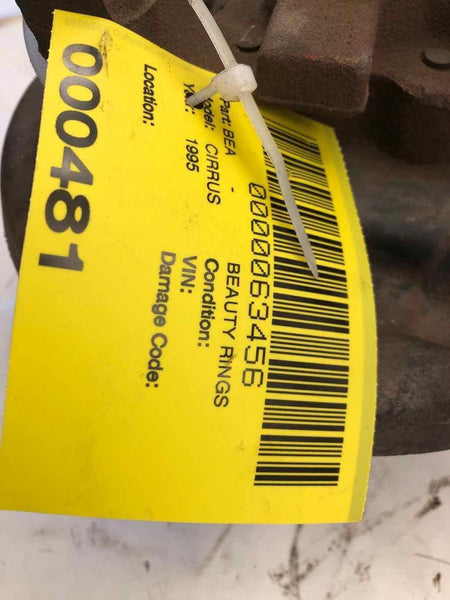 0000063456
Part: BEA - BEAUTY RINGS
Model: CIRRUS Condition:
Year: 1995 VIN:
Location: Damage Code:
000481